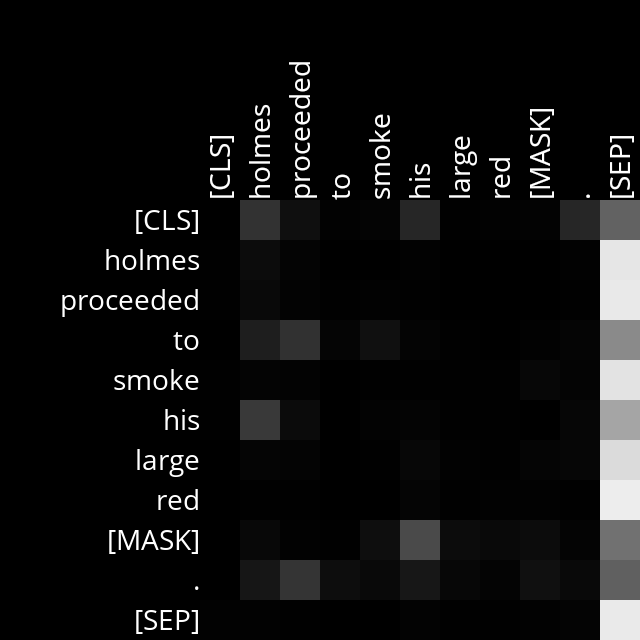 [CLS] holmes proceeded to smoke his large red [MASK] . [SEP]
[CLS]
holmes
proceeded
to
smoke
his
large
red
[MASK]
.
[SEP]